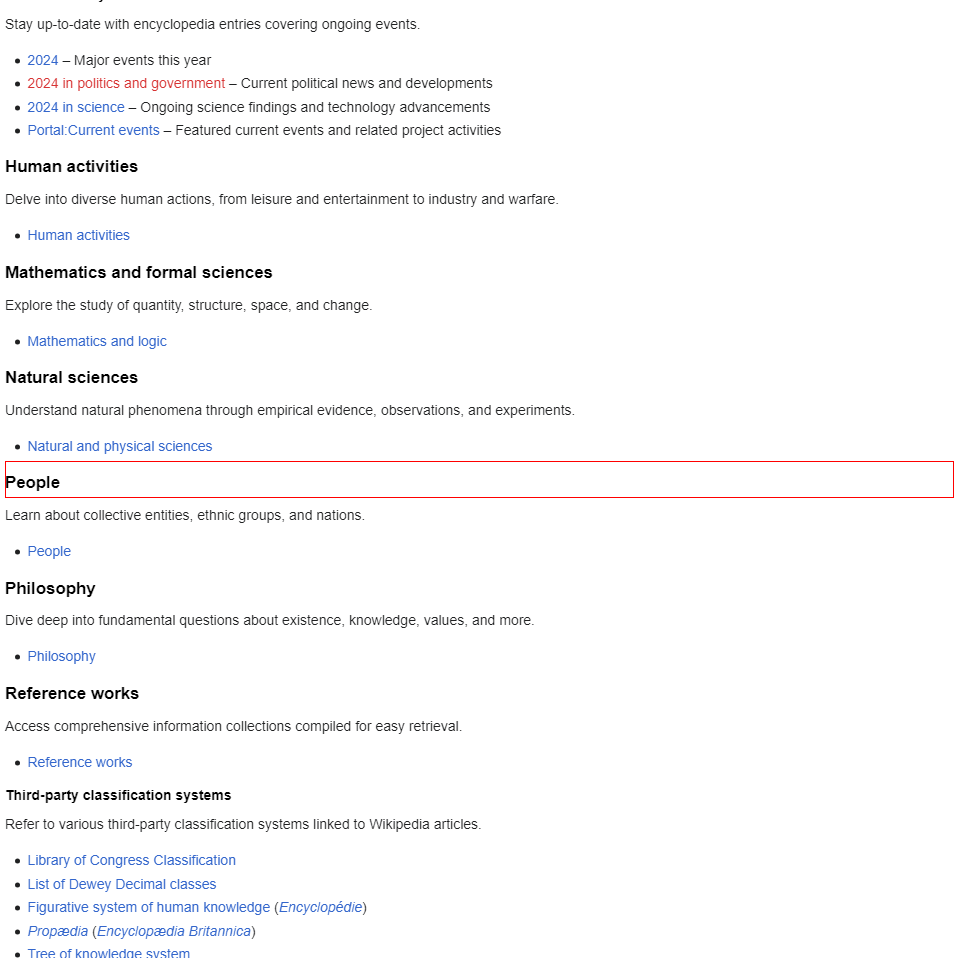 Stay up-to-date with encyclopedia entries covering ongoing events.
2024 – Major events this year
2024 in politics and government – Current political news and developments
2024 in science – Ongoing science findings and technology advancements
Portal:Current events – Featured current events and related project activities
Human activities
Delve into diverse human actions, from leisure and entertainment to industry and warfare.
Human activities
Mathematics and formal sciences
Explore the study of quantity, structure, space, and change.
Mathematics and logic
Natural sciences
Understand natural phenomena through empirical evidence, observations, and experiments.
Natural and physical sciences
People
Learn about collective entities, ethnic groups, and nations.
People
Philosophy
Dive deep into fundamental questions about existence, knowledge, values, and more.
Philosophy
Reference works
Access comprehensive information collections compiled for easy retrieval.
Reference works
Third-party classification systems
Refer to various third-party classification systems linked to Wikipedia articles.
Library of Congress Classification
List of Dewey Decimal classes
Figurative system of human knowledge (Encyclopédie)
Propædia (Encyclopædia Britannica)
Tree of knowledge system